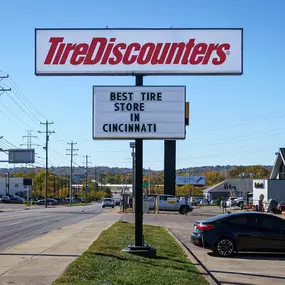 TireDiscounters
BEST TIRE
STORE
IN
CINCINNATI